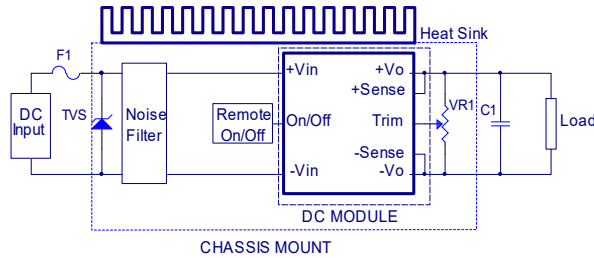 Heat Sink
F1
+Vin
+Vo
+Sense
DC
Input
TVS
Noise
Filter
Remote
On/Off
On/Off
Trim
VR1
C1
Load
-Sense
-Vin
-Vo
DC MODULE
CHASSIS MOUNT